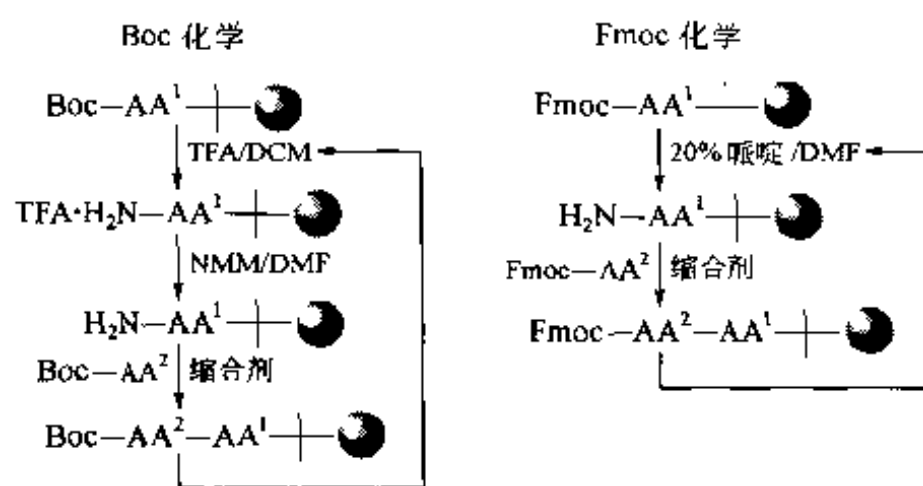 Boc 化学
Boc—AA¹
TFA/DCM
TFA·H₂N—AA¹
NMM/DMF
H₂N—AA¹
Boc—AA² 缩合剂
Boc—AA²—AA¹
Fmoc 化学
Fmoc—AA¹
20% 哌啶/DMF
H₂N—AA¹
Fmoc—AA² 缩合剂
Fmoc—AA²—AA¹